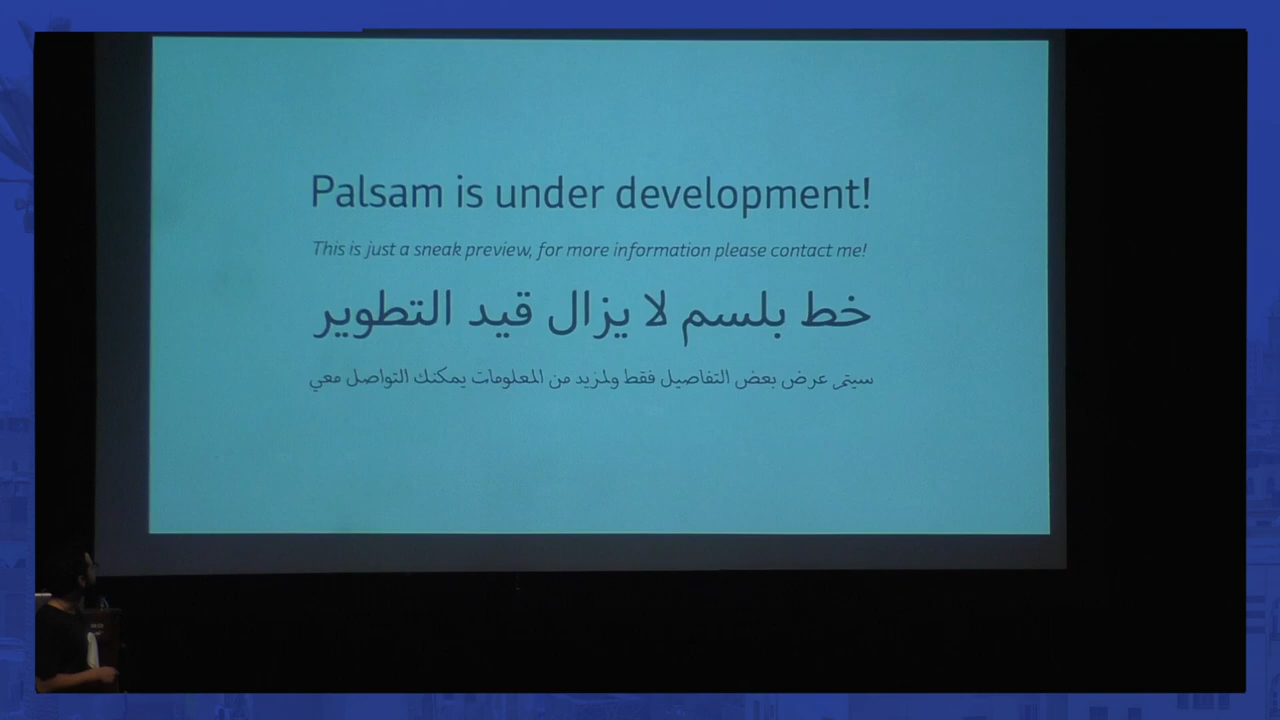 Palsam is under development!
This is just a sneak preview, for more information please contact me!
خط بلسم لا يزال قيد التطوير
سيتم عرض بعض التفاصيل فقط ولمزيد من المعلومات يمكنك التواصل معي